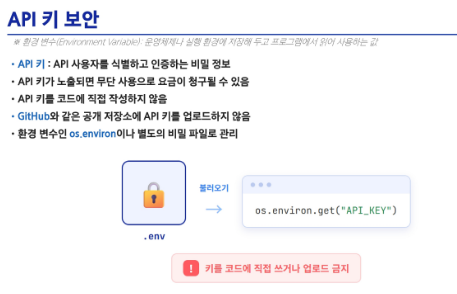 API 키 보안
※ 환경 변수(Environment Variable): 운영체제나 실행 환경에 저장해 두고 프로그램에서 읽어 사용하는 값
• API 키 : API 사용자를 식별하고 인증하는 비밀 정보
• API 키가 노출되면 무단 사용으로 요금이 청구될 수 있음
• API 키를 코드에 직접 작성하지 않음
• GitHub와 같은 공개 저장소에 API 키를 업로드하지 않음
• 환경 변수인 os.environ이나 별도의 비밀 파일로 관리
불러오기
os.environ.get("API_KEY")
.env
! 키를 코드에 직접 쓰거나 업로드 금지